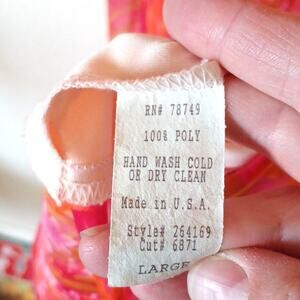 RN# 78749
100% POLY
HAND WASH COLD
OR DRY CLEAN
Made in U.S.A.
Style# 264169
Cut# 6871
LARGE